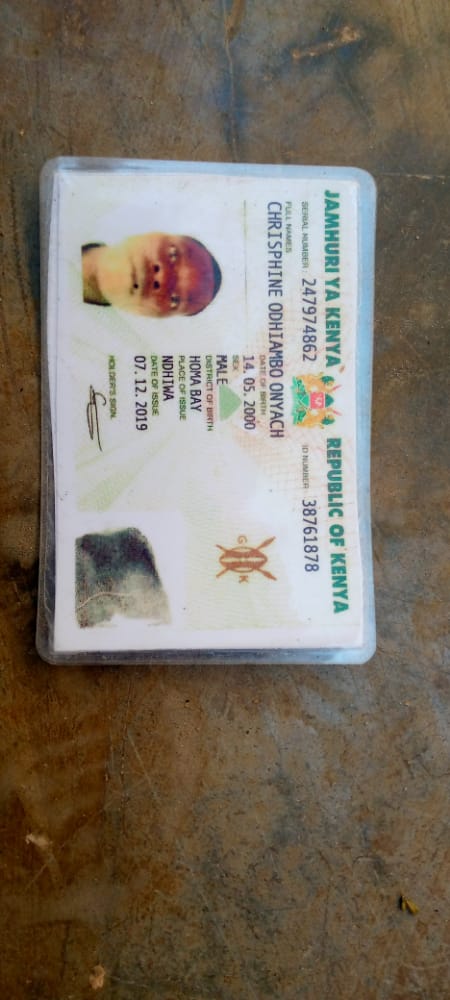 JAMHURI YA KENYA REPUBLIC OF KENYA
SERIAL NUMBER: 247974862 ID NUMBER: 38761878
FULL NAMES
CHRISPHINE ODHIAMBO ONYACH
DATE OF BIRTH
14. 05. 2000
SEX
MALE
DISTRICT OF BIRTH
HOMA BAY
PLACE OF ISSUE
NDHIWA
DATE OF ISSUE
07. 12. 2019
HOLDER'S SIGN.
G K